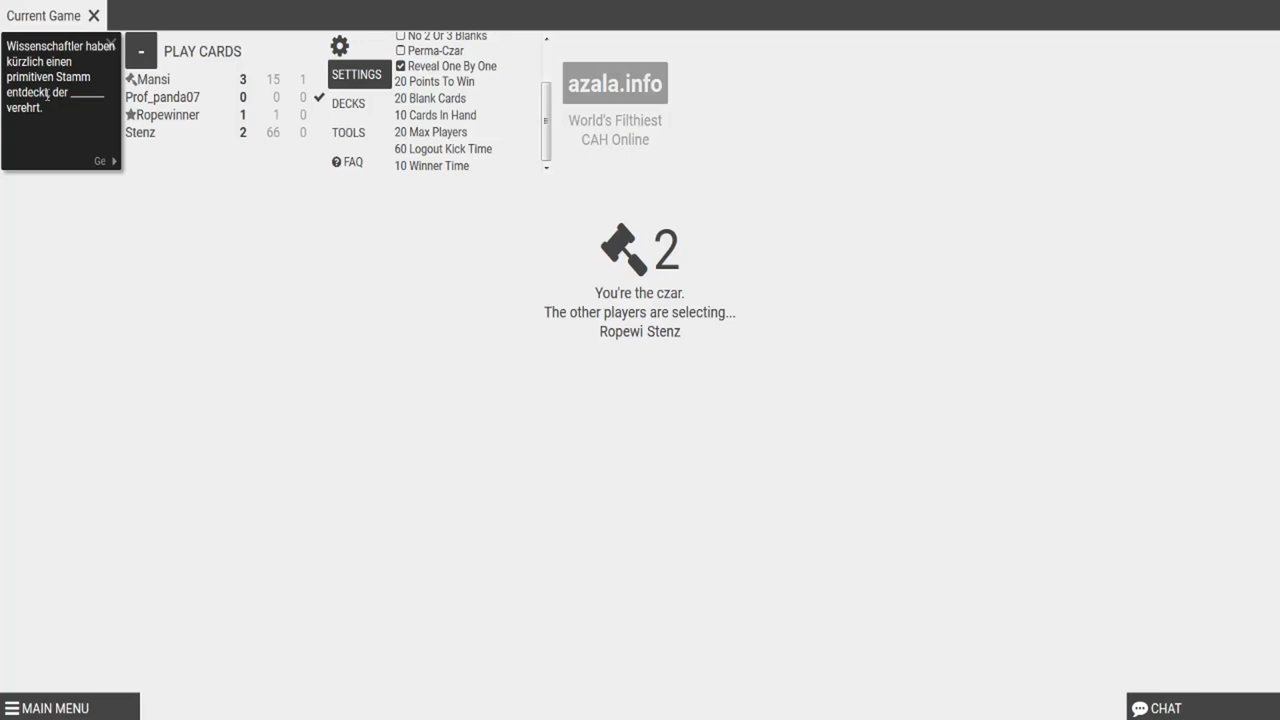 Current Game
Wissenschaftler haben
kürzlich einen
primitiven Stamm
entdeckt der ______
verehrt.
Ge
- PLAY CARDS
Mansi 3 15 1
Prof_panda07 0 0 0
Ropewinner 1 1 0
Stenz 2 66 0
SETTINGS
DECKS
TOOLS
FAQ
No 2 Or 3 Blanks
Perma-Czar
Reveal One By One
20 Points To Win
20 Blank Cards
10 Cards In Hand
20 Max Players
60 Logout Kick Time
10 Winner Time
azala.info
World's Filthiest
CAH Online
2
You're the czar.
The other players are selecting...
Ropewi Stenz
MAIN MENU
CHAT